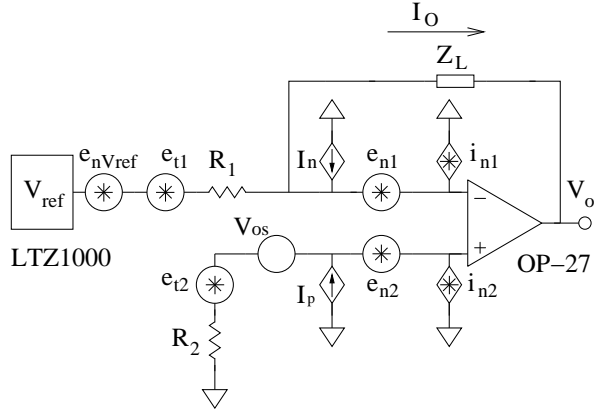 I_O
Z_L
e_nVref
e_t1
R_1
I_n
e_n1
i_n1
V_ref
V_o
LTZ1000
V_os
OP-27
e_t2
I_p
e_n2
i_n2
R_2
−
+